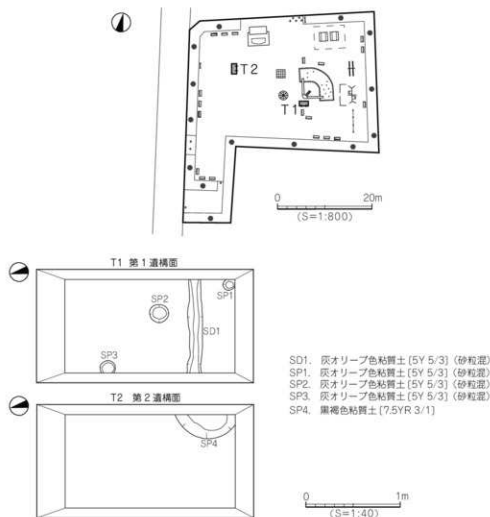 T2
T1
0 20m
(S=1:800)
T1 第1遺構面
SP1
SP2
SD1
SP3
T2 第2遺構面
SP4
SD1. 灰オリーブ色粘質土 [5Y 5/3] (砂粒混)
SP1. 灰オリーブ色粘質土 [5Y 5/3] (砂粒混)
SP2. 灰オリーブ色粘質土 [5Y 5/3] (砂粒混)
SP3. 灰オリーブ色粘質土 [5Y 5/3] (砂粒混)
SP4. 黒褐色粘質土 [7.5YR 3/1]
0 1m
(S=1:40)